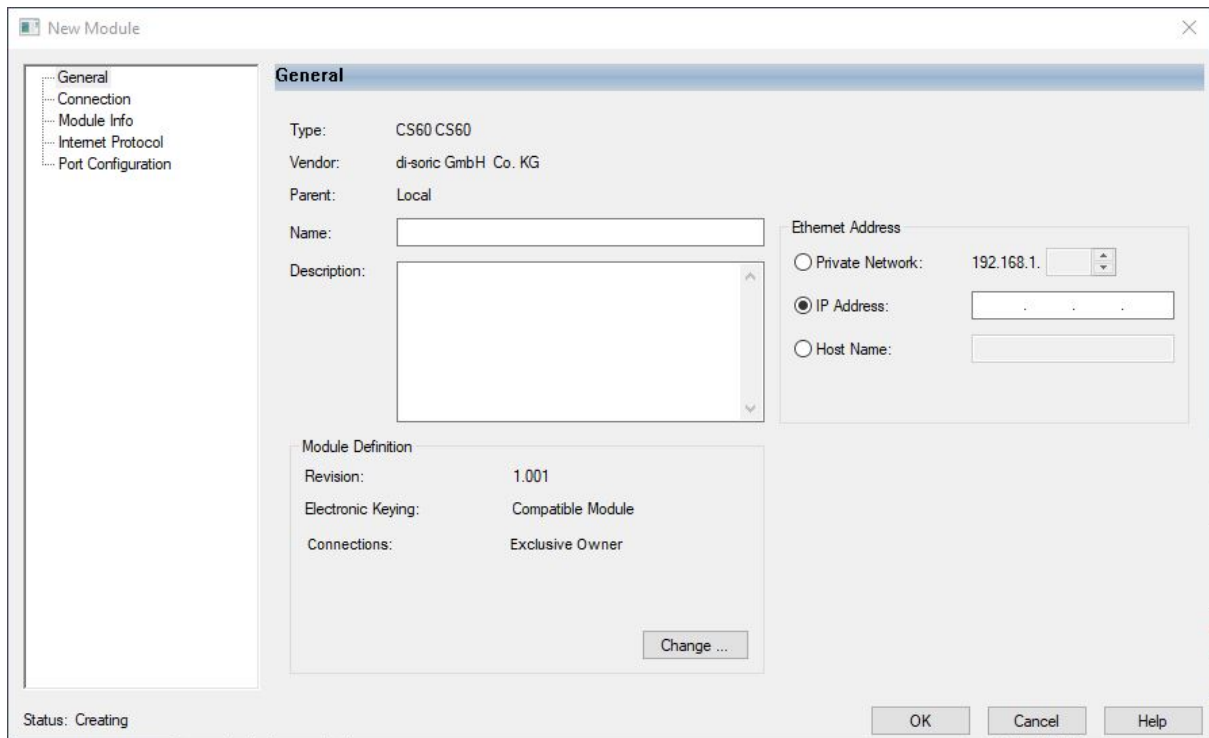 New Module
General
Connection
Module Info
Internet Protocol
Port Configuration
General
Type: CS60 CS60
Vendor: di-soric GmbH Co. KG
Parent: Local
Name:
Description:
Ethernet Address
Private Network: 192.168.1.
IP Address: . . .
Host Name:
Module Definition
Revision: 1.001
Electronic Keying: Compatible Module
Connections: Exclusive Owner
Change ...
Status: Creating
OK Cancel Help